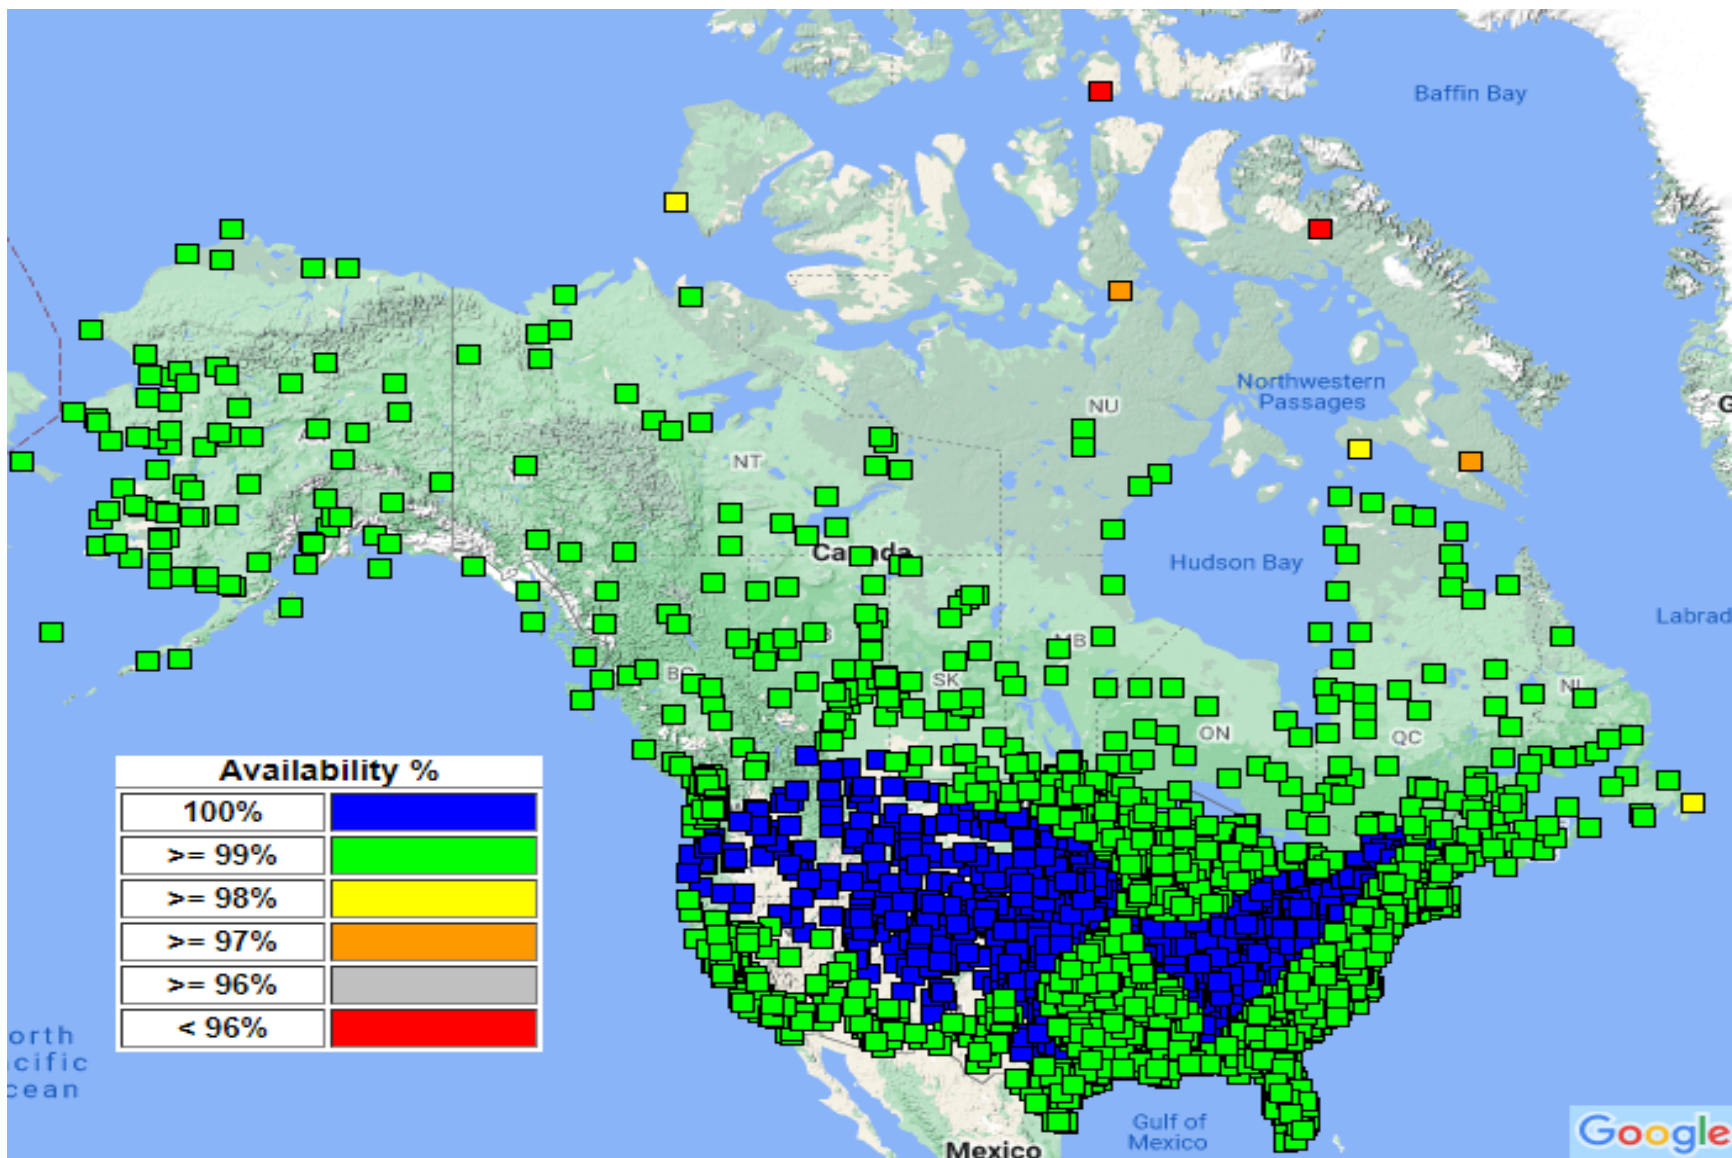 Baffin Bay
Northwestern
Passages
NU
G
NT
Canada
Hudson Bay
Labrad
MB
BC
SK
NL
ON
QC
Availability %
100%
>= 99%
>= 98%
>= 97%
>= 96%
< 96%
orth
acific
cean
Gulf of
Mexico
Mexico
Google